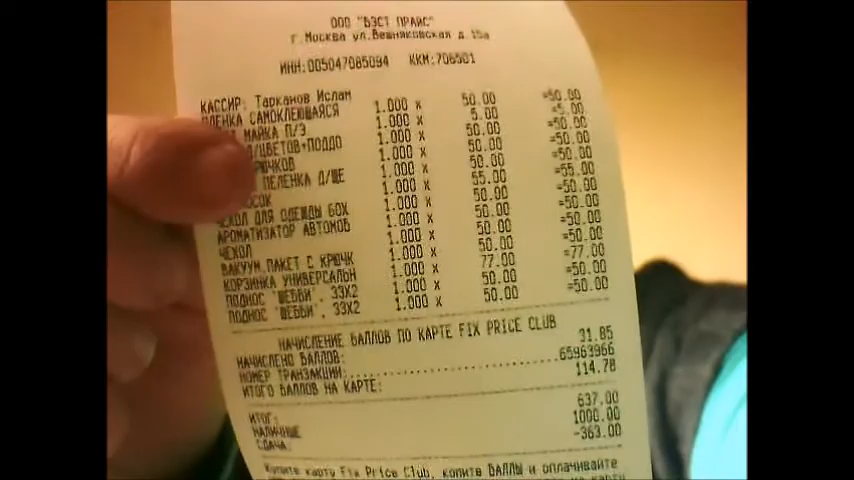 ООО "БЭСТ ПРАЙС"
г.Москва ул.Вешняковская д.15а
ИНН:005047085094 ККМ:706501
КАССИР: Тарканов Ислам
ПЛЕНКА САМОКЛЕЮЩАЯСЯ 1.000 x 50.00 =50.00
МАЙКА П/Э 1.000 x 5.00 =5.00
/ЦВЕТОВ+ПОДДО 1.000 x 50.00 =50.00
1.000 x 50.00 =50.00
ПЕЛЕНКА Д/ЩЕ 1.000 x 50.00 =50.00
1.000 x 55.00 =55.00
ЧЕХОЛ ДЛЯ ОДЕЖДЫ 60X 1.000 x 50.00 =50.00
АРОМАТИЗАТОР АВТОМОБ 1.000 x 50.00 =50.00
ЧЕХОЛ 1.000 x 50.00 =50.00
ВАКУУМ.ПАКЕТ С КРЮЧК 1.000 x 50.00 =50.00
КОРЗИНКА УНИВЕРСАЛЬН 1.000 x 77.00 =77.00
ПОДНОС "ШЕББИ", 33X2 1.000 x 50.00 =50.00
ПОДНОС "ШЕББИ", 33X2 1.000 x 50.00 =50.00
НАЧИСЛЕНИЕ БАЛЛОВ ПО КАРТЕ FIX PRICE CLUB
НАЧИСЛЕНО БАЛЛОВ: 31.85
НОМЕР ТРАНЗАКЦИИ: 65963966
ИТОГО БАЛЛОВ НА КАРТЕ: 114.78
ИТОГ: 637.00
НАЛИЧНЫЕ 1000.00
СДАЧА: -363.00
Копите карту Fix Price Club, копите БАЛЛЫ и оплачивайте